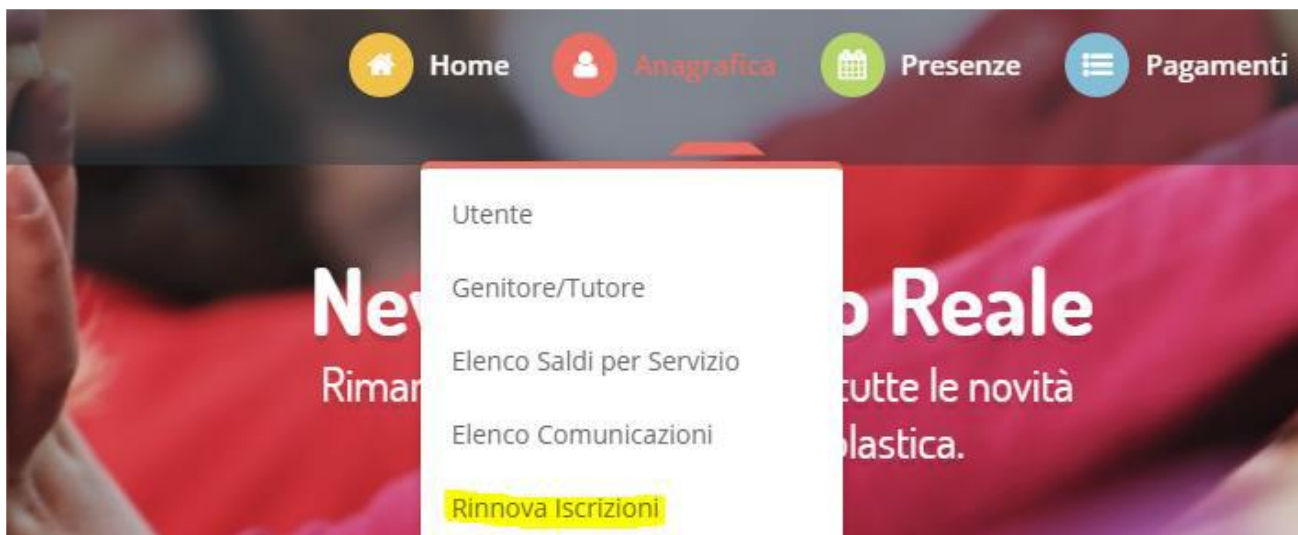 Home Anagrafica Presenze Pagamenti
Utente
Genitore/Tutore
Elenco Saldi per Servizio
Elenco Comunicazioni
Rinnova Iscrizioni
Reale
tutte le novità